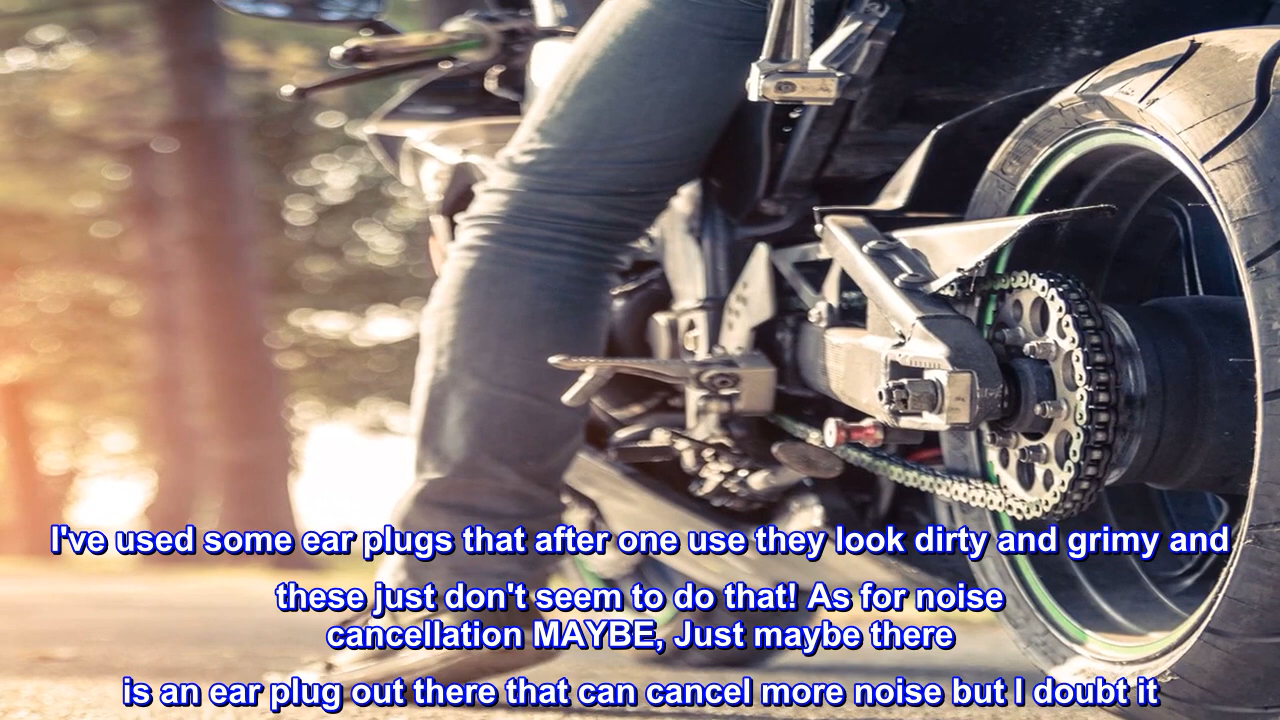 I've used some ear plugs that after one use they look dirty and grimy and
these just don't seem to do that! As for noise
cancellation MAYBE, Just maybe there
is an ear plug out there that can cancel more noise but I doubt it